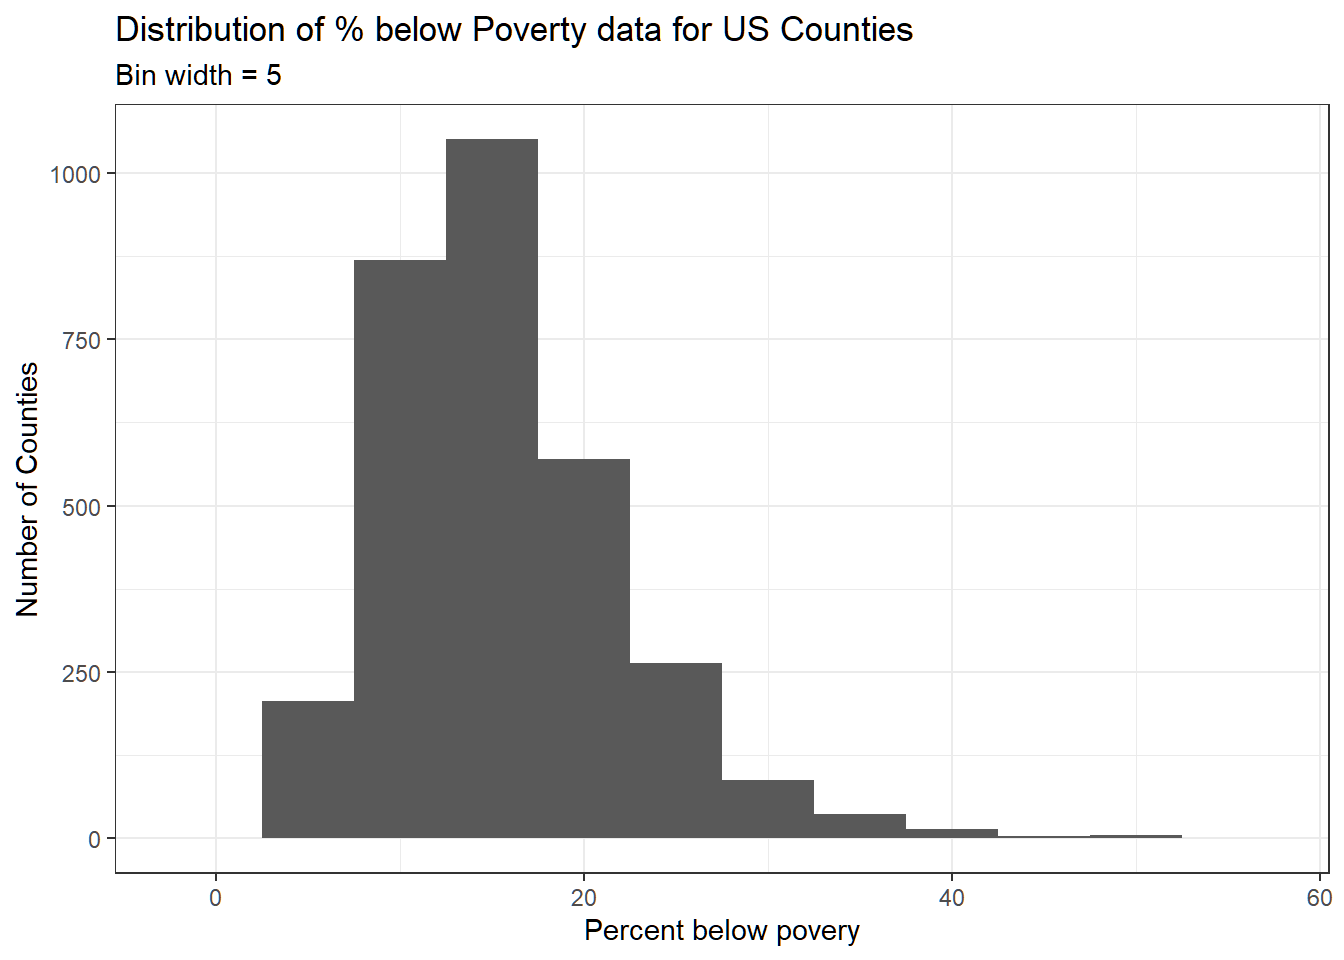 Distribution of % below Poverty data for US Counties
Bin width = 5
Number of Counties
1000
750
500
250
0
0 20 40 60
Percent below povery